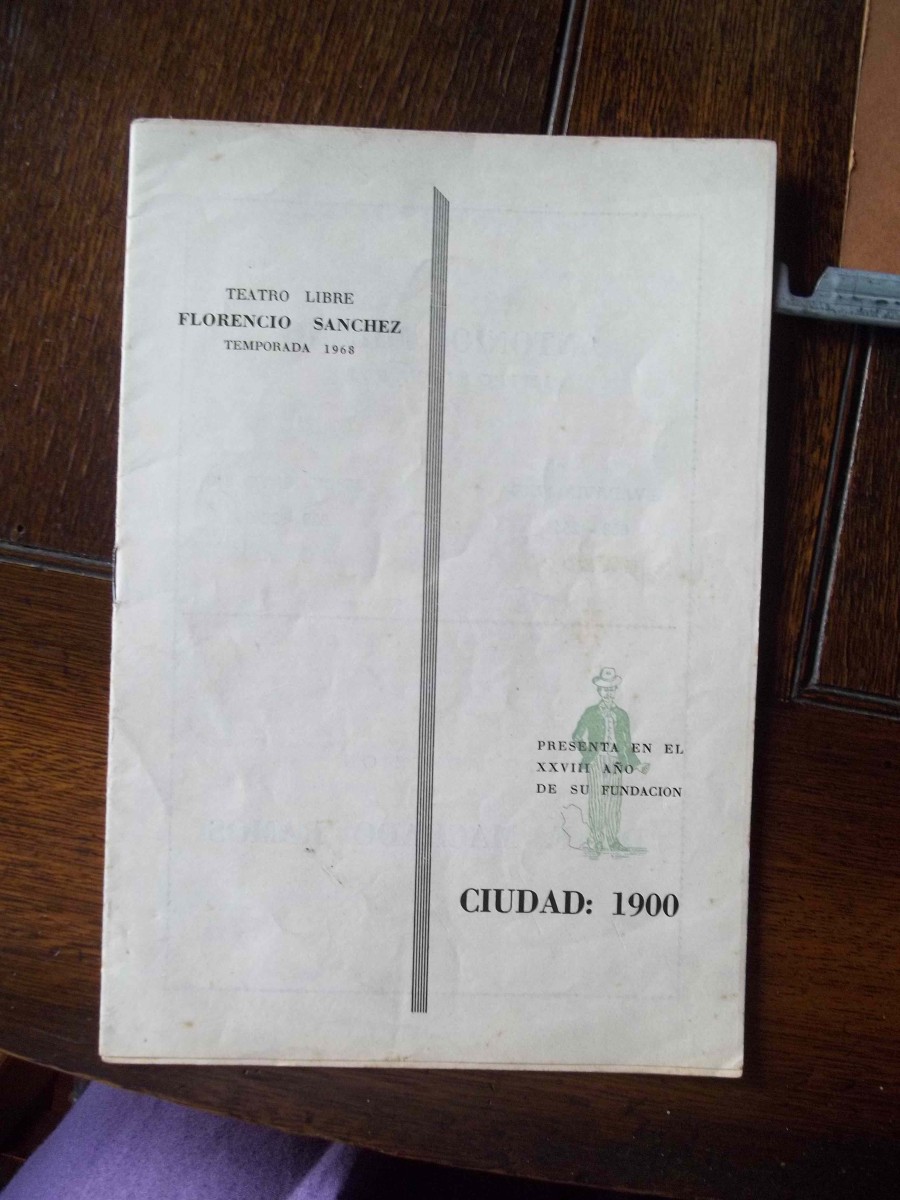 TEATRO LIBRE
FLORENCIO SANCHEZ
TEMPORADA 1968
PRESENTA EN EL
XXVIII AÑO
DE SU FUNDACION
CIUDAD: 1900